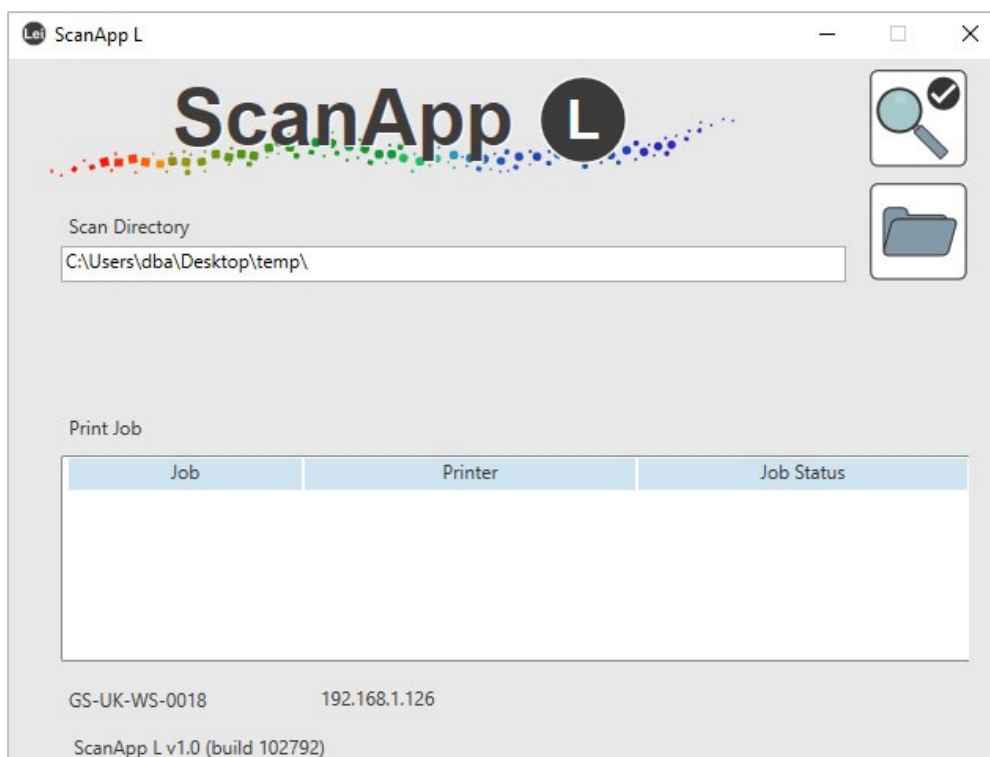 Lei ScanApp L
ScanApp L
Scan Directory
C:\Users\dba\Desktop\temp\
Print Job
Job Printer Job Status
GS-UK-WS-0018 192.168.1.126
ScanApp L v1.0 (build 102792)